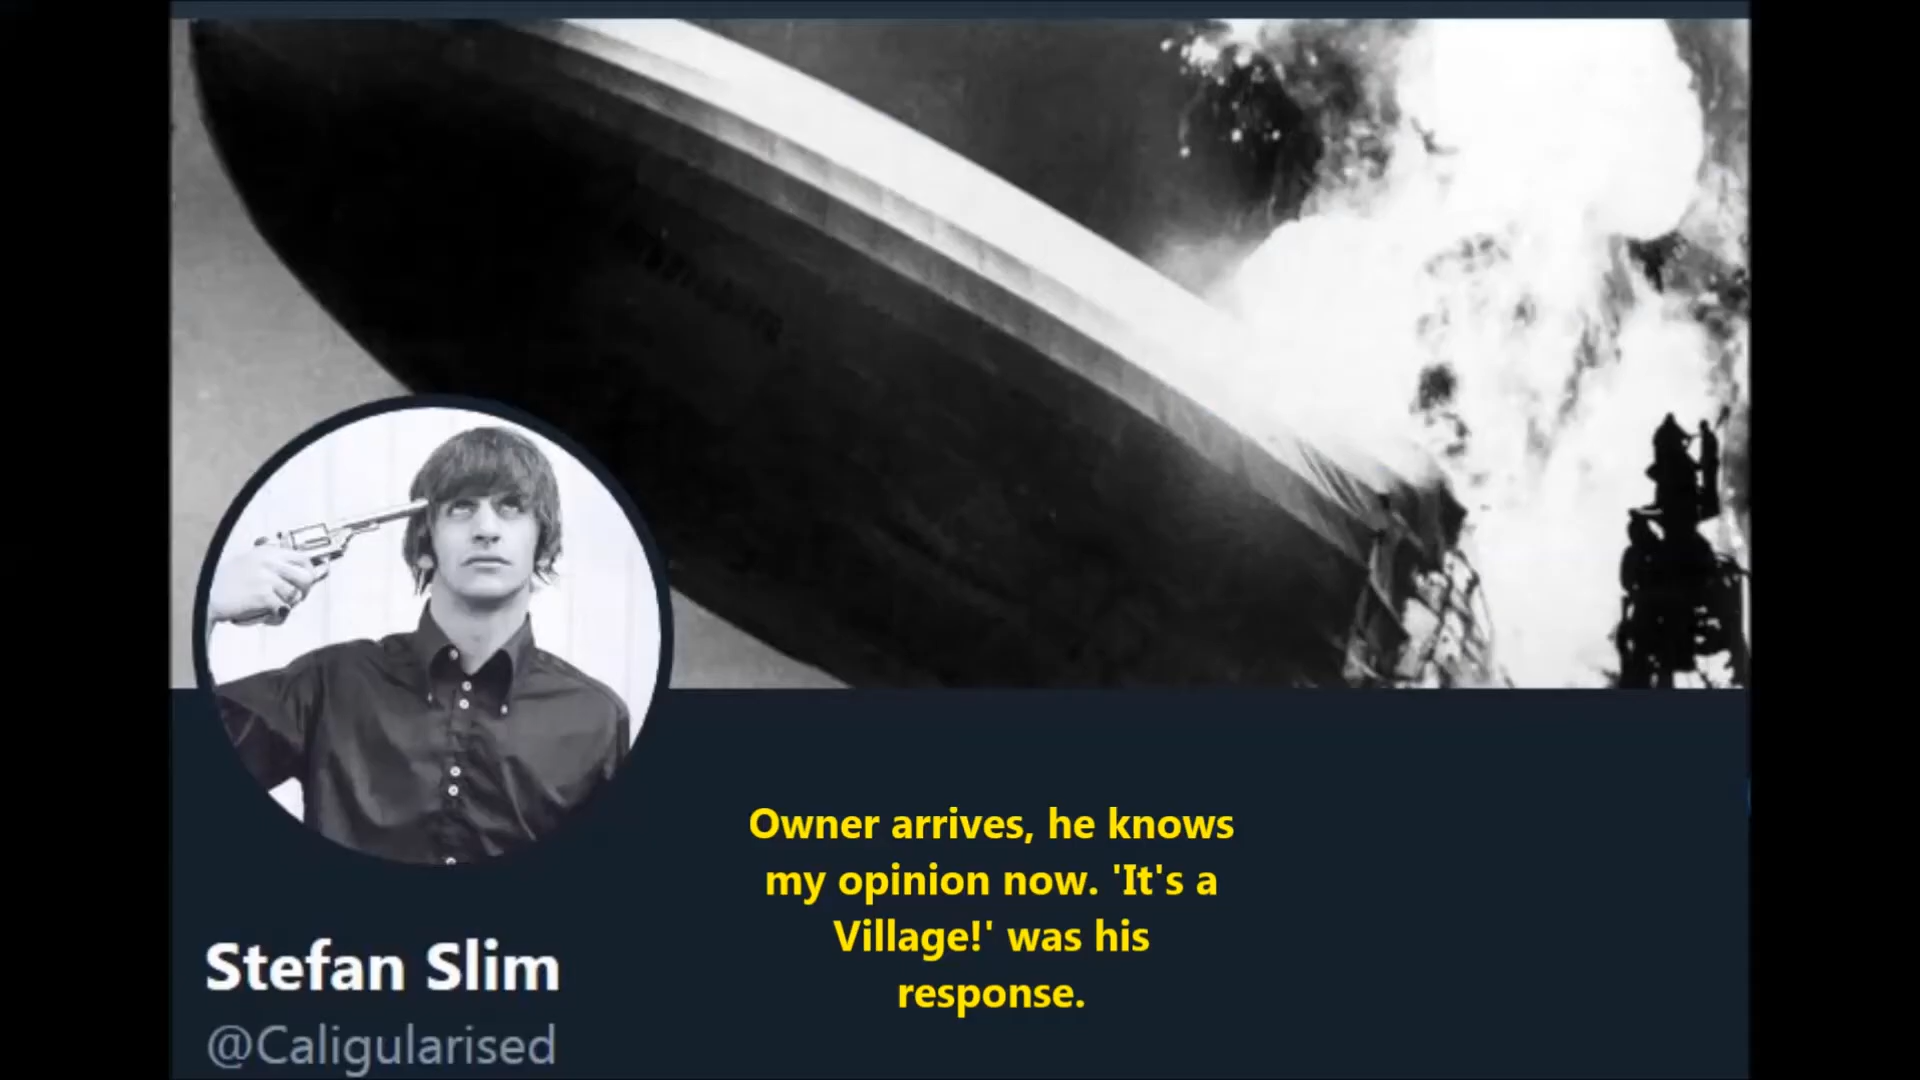 Owner arrives, he knows
my opinion now. 'It's a
Village!' was his
response.
Stefan Slim
@Caligularised